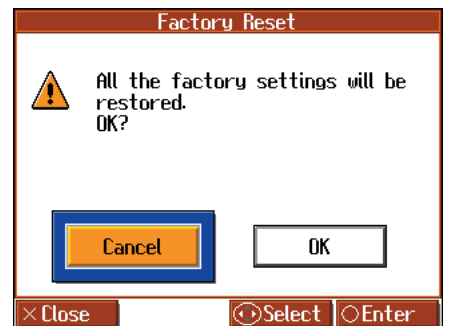 Factory Reset
All the factory settings will be
restored.
OK?
Cancel
OK
×Close
Select
Enter